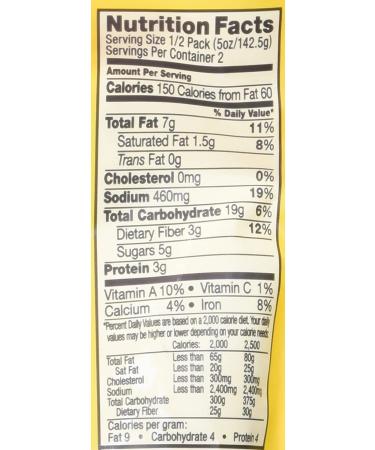 Nutrition Facts
Serving Size 1/2 Pack (5oz/142.5g)
Servings Per Container 2
Amount Per Serving
Calories 150 Calories from Fat 60
% Daily Value*
Total Fat 7g 11%
Saturated Fat 1.5g 8%
Trans Fat 0g
Cholesterol 0mg 0%
Sodium 460mg 19%
Total Carbohydrate 19g 6%
Dietary Fiber 3g 12%
Sugars 5g
Protein 3g
Vitamin A 10% • Vitamin C 1%
Calcium 4% • Iron 8%
*Percent Daily Values are based on a 2,000 calorie diet. Your daily
values may be higher or lower depending on your calorie needs:
Calories: 2,000 2,500
Total Fat Less than 65g 80g
Sat Fat Less than 20g 25g
Cholesterol Less than 300mg 300mg
Sodium Less than 2,400mg 2,400mg
Total Carbohydrate 300g 375g
Dietary Fiber 25g 30g
Calories per gram:
Fat 9 • Carbohydrate 4 • Protein 4